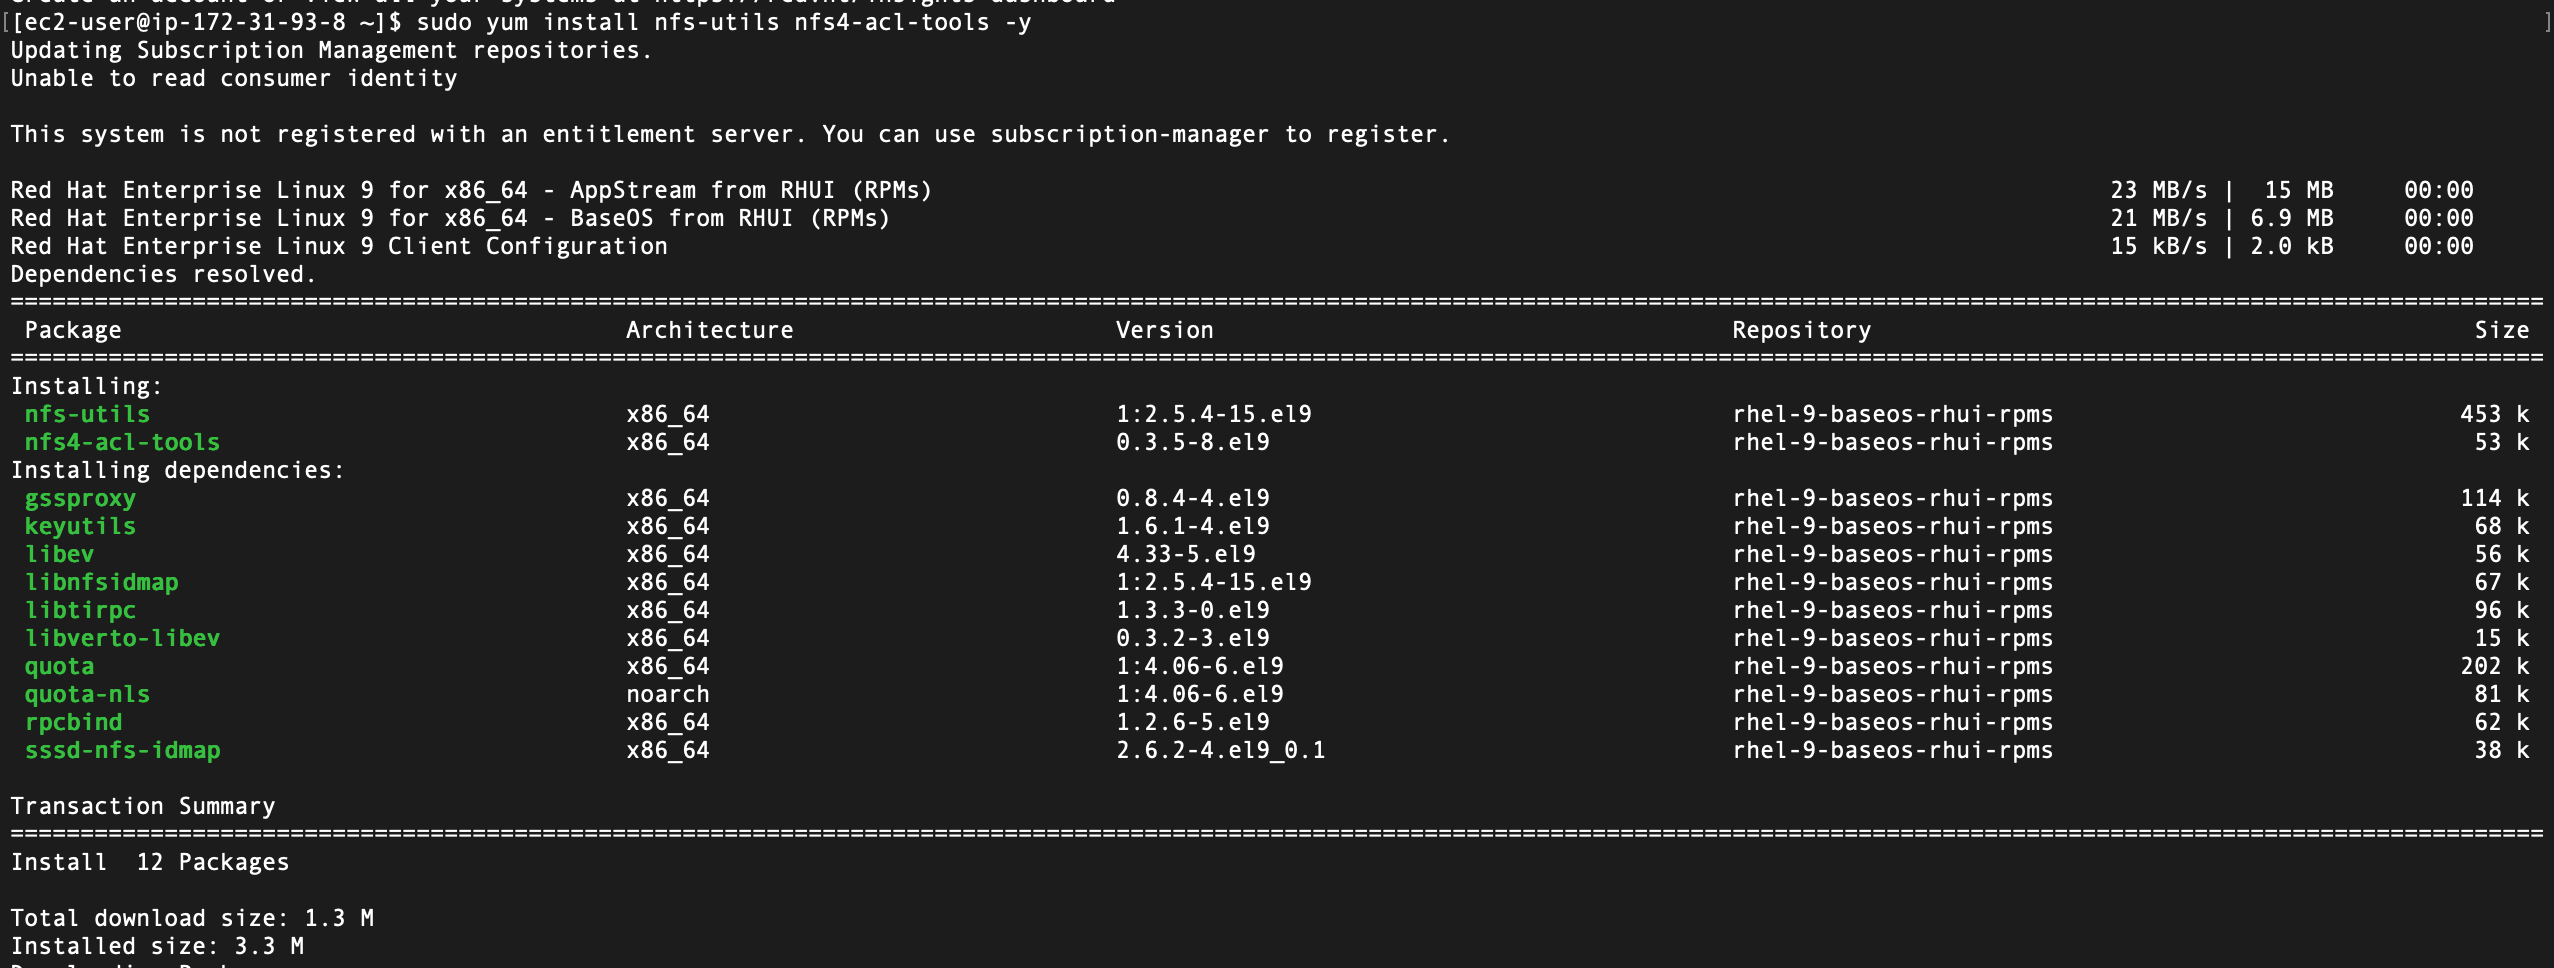 [[ec2-user@ip-172-31-93-8 ~]$ sudo yum install nfs-utils nfs4-acl-tools -y ]
Updating Subscription Management repositories.
Unable to read consumer identity
This system is not registered with an entitlement server. You can use subscription-manager to register.
Red Hat Enterprise Linux 9 for x86_64 - AppStream from RHUI (RPMs) 23 MB/s | 15 MB 00:00
Red Hat Enterprise Linux 9 for x86_64 - BaseOS from RHUI (RPMs) 21 MB/s | 6.9 MB 00:00
Red Hat Enterprise Linux 9 Client Configuration 15 kB/s | 2.0 kB 00:00
Dependencies resolved.
Package Architecture Version Repository Size
Installing:
nfs-utils x86_64 1:2.5.4-15.el9 rhel-9-baseos-rhui-rpms 453 k
nfs4-acl-tools x86_64 0.3.5-8.el9 rhel-9-baseos-rhui-rpms 53 k
Installing dependencies:
gssproxy x86_64 0.8.4-4.el9 rhel-9-baseos-rhui-rpms 114 k
keyutils x86_64 1.6.1-4.el9 rhel-9-baseos-rhui-rpms 68 k
libev x86_64 4.33-5.el9 rhel-9-baseos-rhui-rpms 56 k
libnfsidmap x86_64 1:2.5.4-15.el9 rhel-9-baseos-rhui-rpms 67 k
libtirpc x86_64 1.3.3-0.el9 rhel-9-baseos-rhui-rpms 96 k
libverto-libev x86_64 0.3.2-3.el9 rhel-9-baseos-rhui-rpms 15 k
quota x86_64 1:4.06-6.el9 rhel-9-baseos-rhui-rpms 202 k
quota-nls noarch 1:4.06-6.el9 rhel-9-baseos-rhui-rpms 81 k
rpcbind x86_64 1.2.6-5.el9 rhel-9-baseos-rhui-rpms 62 k
sssd-nfs-idmap x86_64 2.6.2-4.el9_0.1 rhel-9-baseos-rhui-rpms 38 k
Transaction Summary
Install 12 Packages
Total download size: 1.3 M
Installed size: 3.3 M